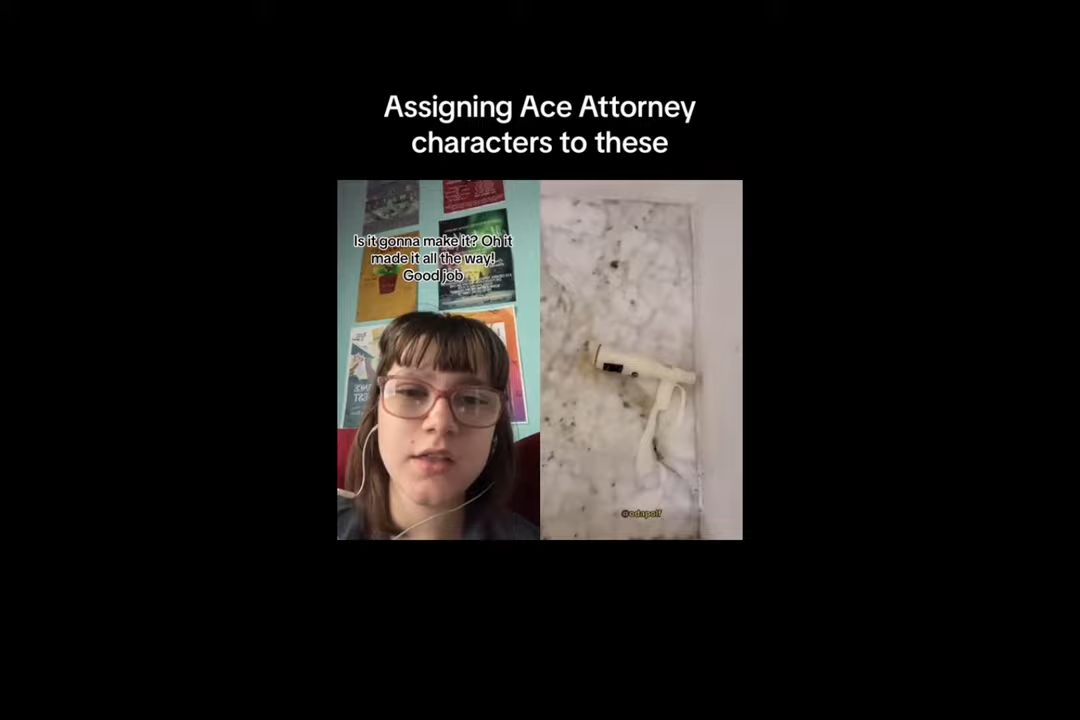 Assigning Ace Attorney
characters to these
Is it gonna make it? Oh it
made it all the way!
Good job
@odapolf